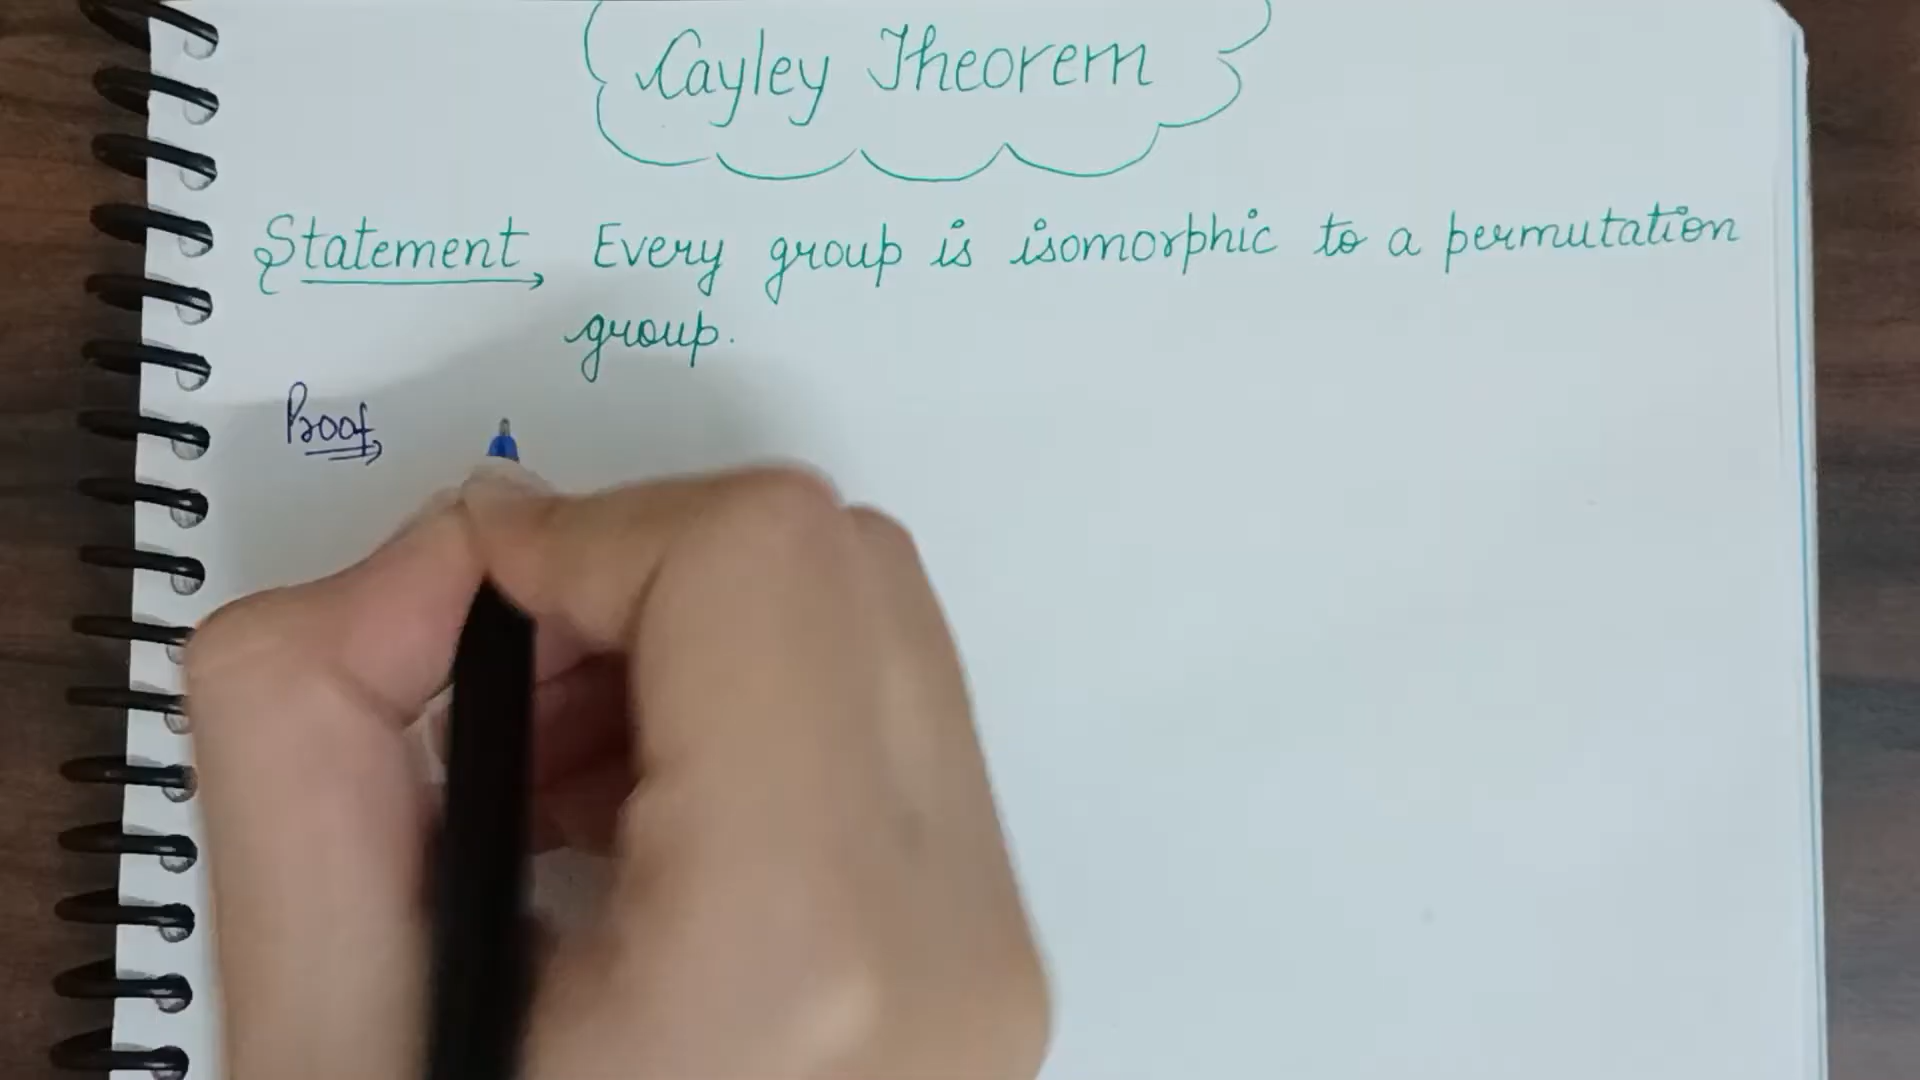 Cayley Theorem
Statement Every group is isomorphic to a permutation
group.
Proof